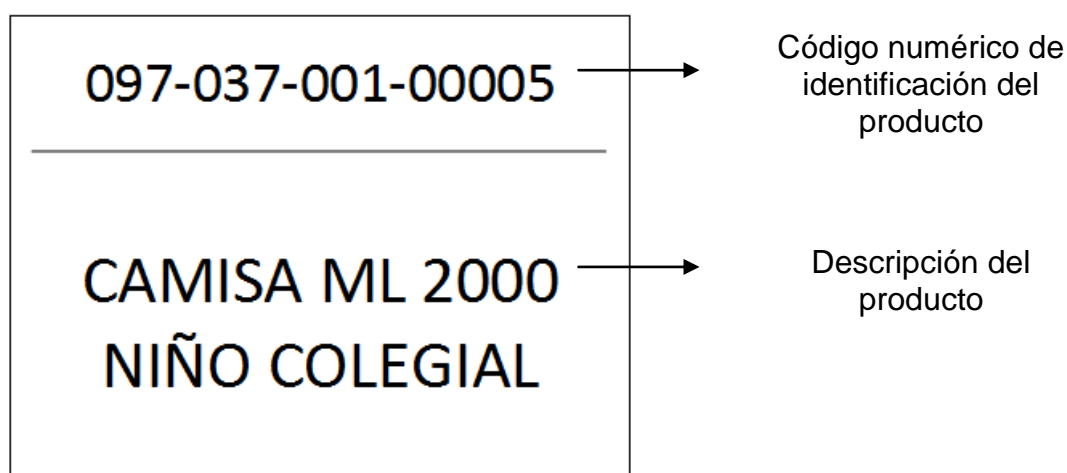 097-037-001-00005
Código numérico de
identificación del
producto
CAMISA ML 2000
NIÑO COLEGIAL
Descripción del
producto